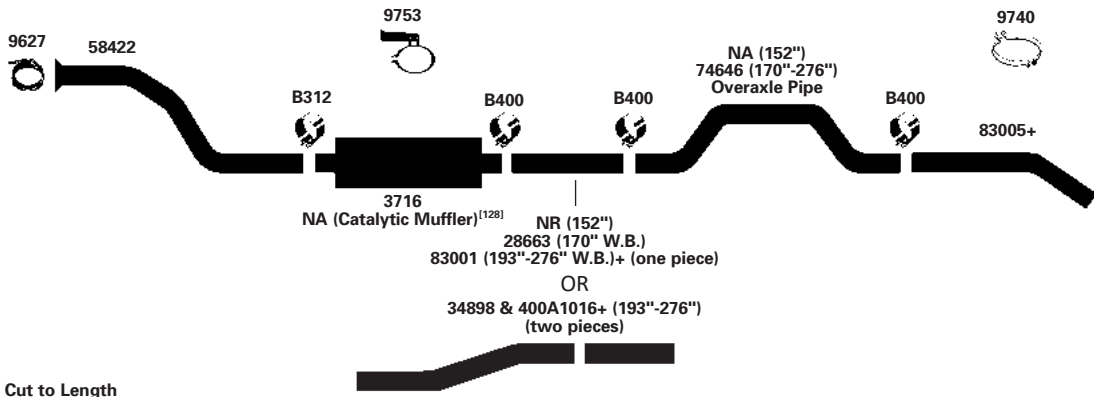 9753
9740
9627
58422
NA (152")
74646 (170"-276")
Overaxle Pipe
B312
B400
B400
B400
83005+
3716
NA (Catalytic Muffler)[128]
NR (152")
28663 (170" W.B.)
83001 (193"-276" W.B.)+ (one piece)
OR
34898 & 400A1016+ (193"-276")
(two pieces)
Cut to Length